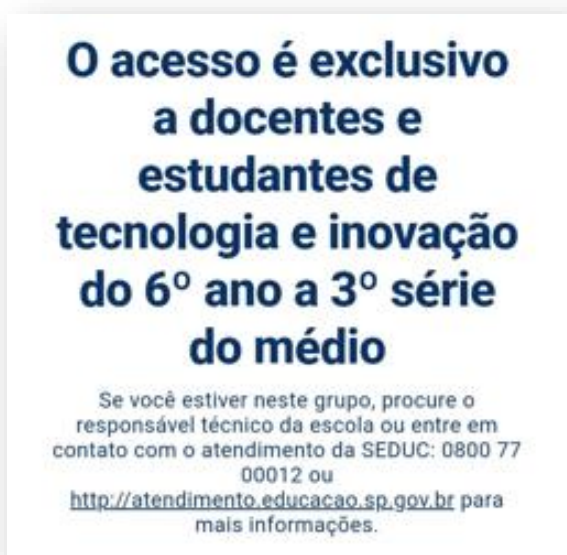 O acesso é exclusivo
a docentes e
estudantes de
tecnologia e inovação
do 6º ano a 3º série
do médio
Se você estiver neste grupo, procure o
responsável técnico da escola ou entre em
contato com o atendimento da SEDUC: 0800 77
00012 ou
http://atendimento.educacao.sp.gov.br para
mais informações.